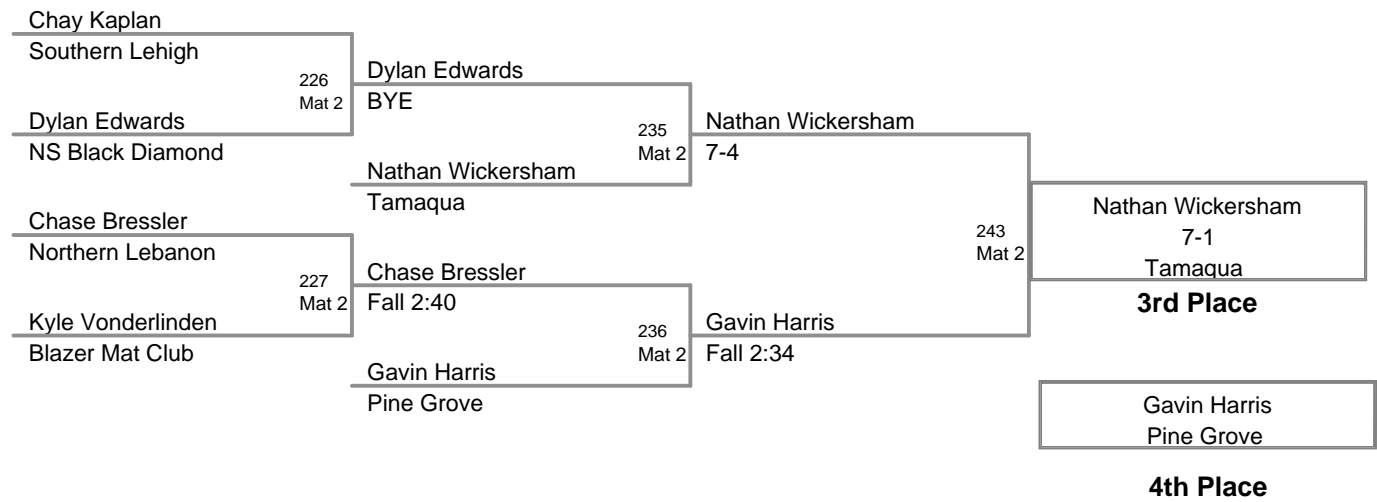 Chay Kaplan
Southern Lehigh
226
Mat 2
Dylan Edwards
NS Black Diamond
Dylan Edwards
BYE
235
Mat 2
Nathan Wickersham
Tamaqua
Nathan Wickersham
7-4
Chase Bressler
Northern Lebanon
227
Mat 2
Kyle Vonderlinden
Blazer Mat Club
Chase Bressler
Fall 2:40
236
Mat 2
Gavin Harris
Pine Grove
Gavin Harris
Fall 2:34
243
Mat 2
Nathan Wickersham
7-1
Tamaqua
3rd Place
Gavin Harris
Pine Grove
4th Place